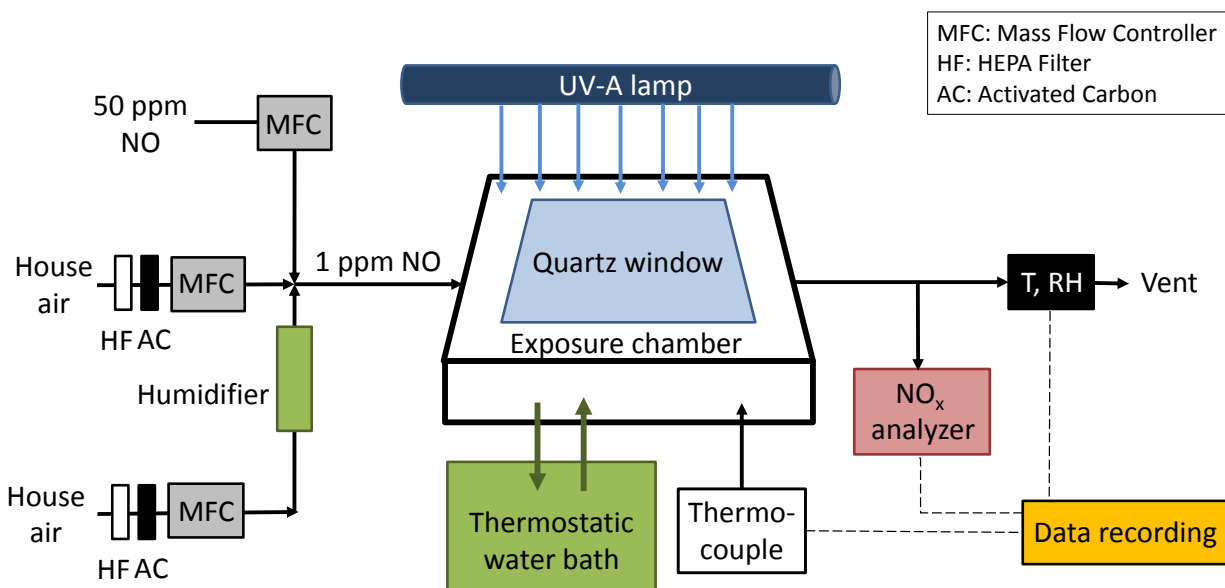 MFC: Mass Flow Controller
HF: HEPA Filter
AC: Activated Carbon
UV-A lamp
50 ppm
NO
MFC
House
air
MFC
1 ppm NO
HF AC
Quartz window
Exposure chamber
T, RH
Vent
Humidifier
NOₓ
analyzer
House
air
MFC
HF AC
Thermostatic
water bath
Thermo-
couple
Data recording